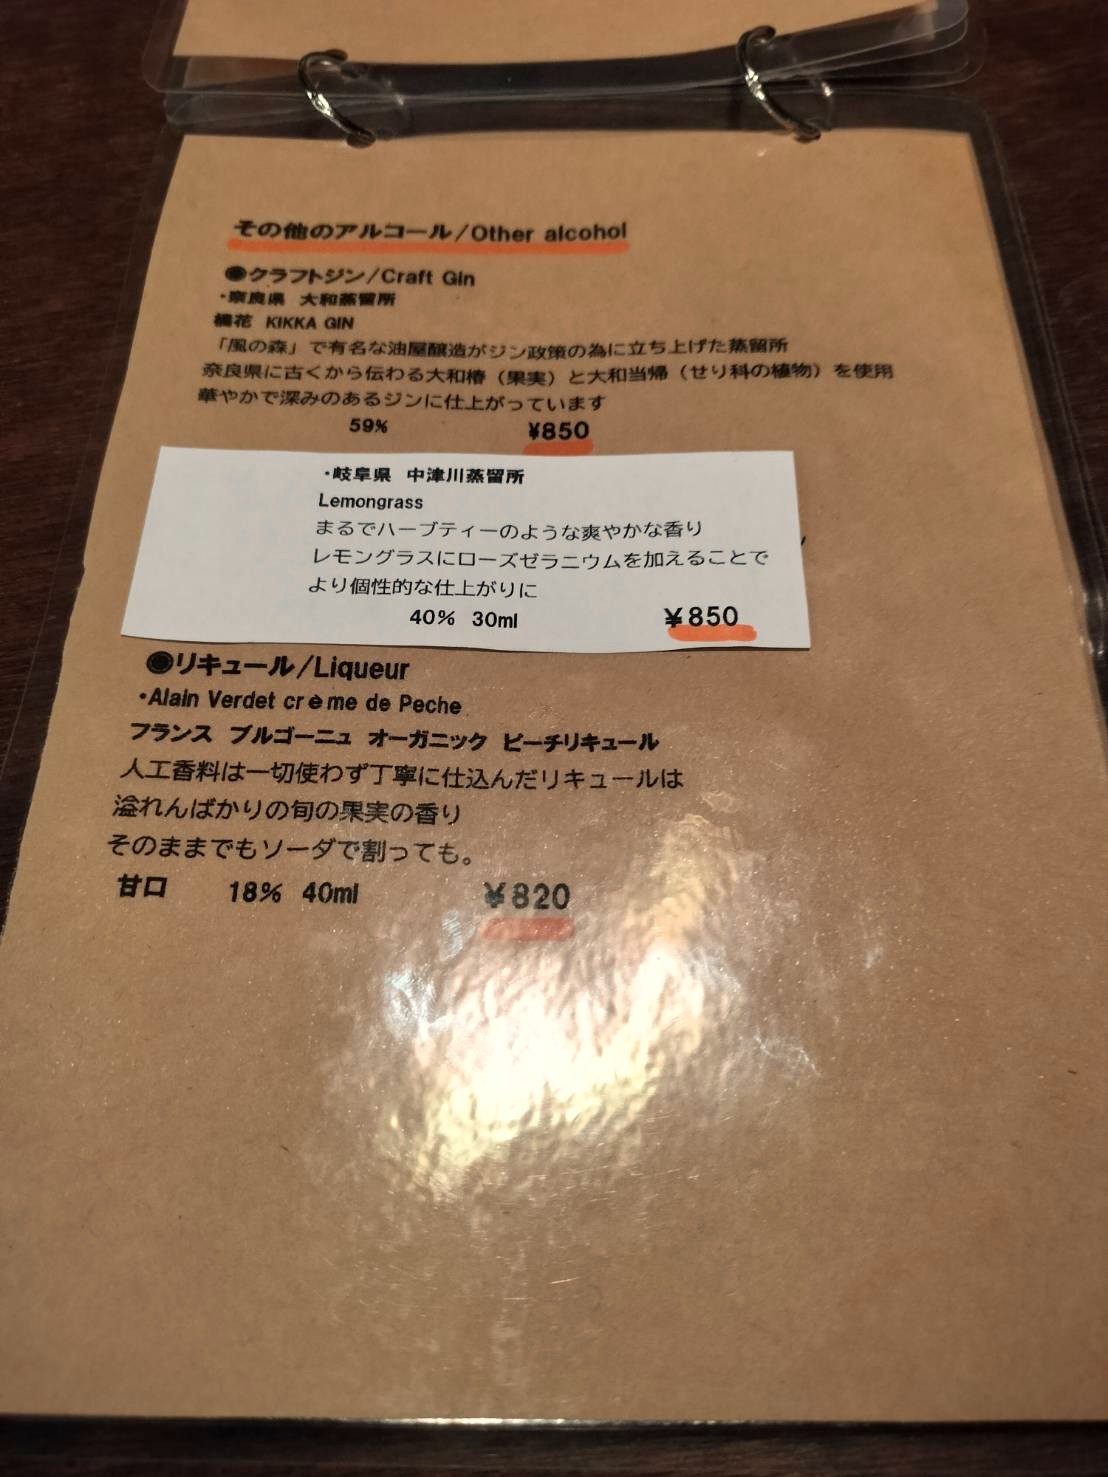 その他のアルコール/Other alcohol
●クラフトジン/Craft Gin
・奈良県 大和蒸留所
橘花 KIKKA GIN
「風の森」で有名な油屋醸造がジン政策の為に立ち上げた蒸留所
奈良県に古くから伝わる大和椿（果実）と大和当帰（せり科の植物）を使用
華やかで深みのあるジンに仕上がっています
59% ¥850
・岐阜県 中津川蒸留所
Lemongrass
まるでハーブティーのような爽やかな香り
レモングラスにローズゼラニウムを加えることで
より個性的な仕上がりに
40% 30ml ¥850
●リキュール/Liqueur
・Alain Verdet crème de Peche
フランス ブルゴーニュ オーガニック ピーチリキュール
人工香料は一切使わず丁寧に仕込んだリキュールは
溢れんばかりの旬の果実の香り
そのままでもソーダで割っても。
甘口 18% 40ml ¥820